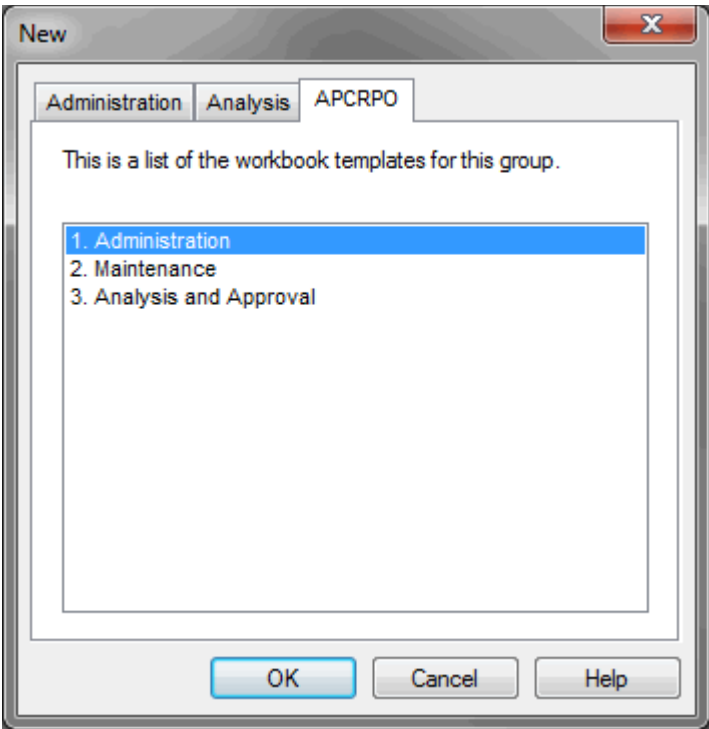 New
Administration Analysis APCRPO
This is a list of the workbook templates for this group.
1. Administration
2. Maintenance
3. Analysis and Approval
OK Cancel Help